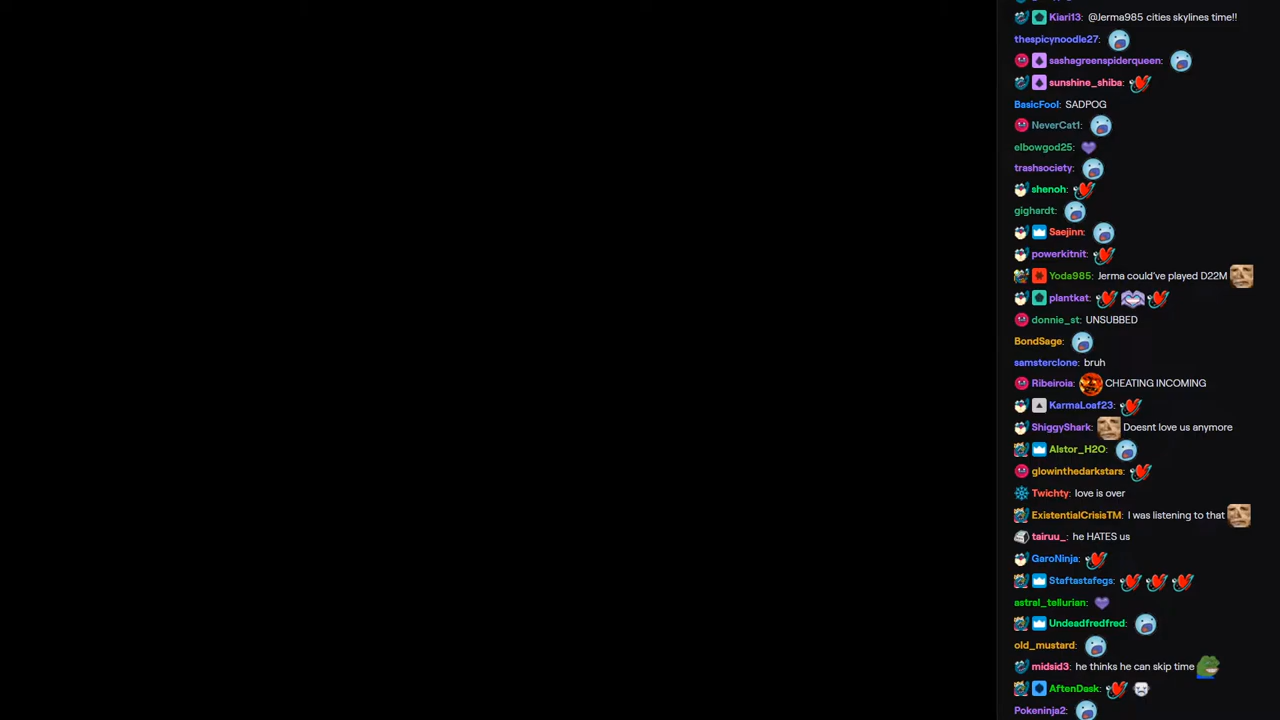 Kiari13: @Jerma985 cities skylines time!!
thespicynoodle27:
sashagreenspiderqueen:
sunshine_shiba:
BasicFool: SADPOG
NeverCat1:
elbowgod25:
trashsociety:
shenoh:
gighardt:
Saejinn:
powerkitnit:
Yoda985: Jerma could've played D22M
plantkat:
donnie_st: UNSUBBED
BondSage:
samsterclone: bruh
Ribeiroia: CHEATING INCOMING
KarmaLoaf23:
ShiggyShark: Doesnt love us anymore
Alstor_H2O:
glowinthedarkstars:
Twichty: love is over
ExistentialCrisisTM: I was listening to that
tairuu_: he HATES us
GaroNinja:
Staftastafogs:
astral_tellurian:
Undeadfredfred:
old_mustard:
midsid3: he thinks he can skip time
AftenDask:
Pokeninja2: